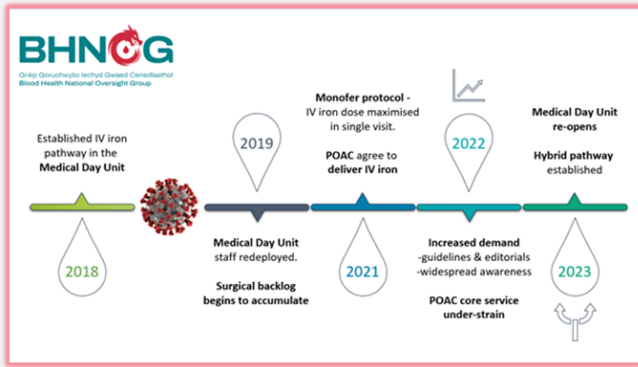 BHNOG
Grŵp Goruchwylio Iechyd Gwaed Cenedlaethol
Blood Health National Oversight Group
Established IV iron
pathway in the
Medical Day Unit
2018
2019
Medical Day Unit
staff redeployed.
Surgical backlog
begins to accumulate
Monofer protocol -
IV iron dose maximised
in single visit.
POAC agree to
deliver IV iron
2021
2022
Increased demand
-guidelines & editorials
-widespread awareness
POAC core service
under-strain
Medical Day Unit
re-opens
Hybrid pathway
established
2023